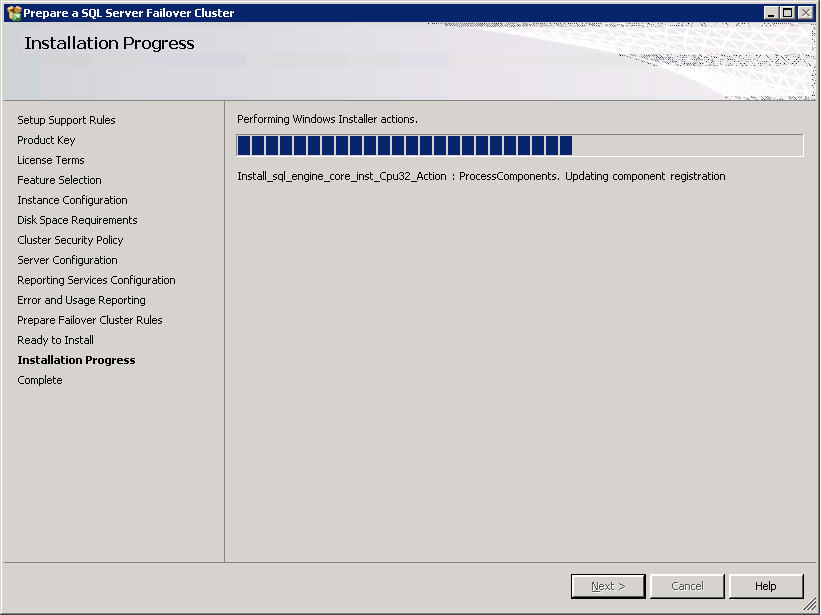 Prepare a SQL Server Failover Cluster
Installation Progress
Setup Support Rules
Product Key
License Terms
Feature Selection
Instance Configuration
Disk Space Requirements
Cluster Security Policy
Server Configuration
Reporting Services Configuration
Error and Usage Reporting
Prepare Failover Cluster Rules
Ready to Install
Installation Progress
Complete
Performing Windows Installer actions.
Install_sql_engine_core_inst_Cpu32_Action : ProcessComponents. Updating component registration
Next >
Cancel
Help